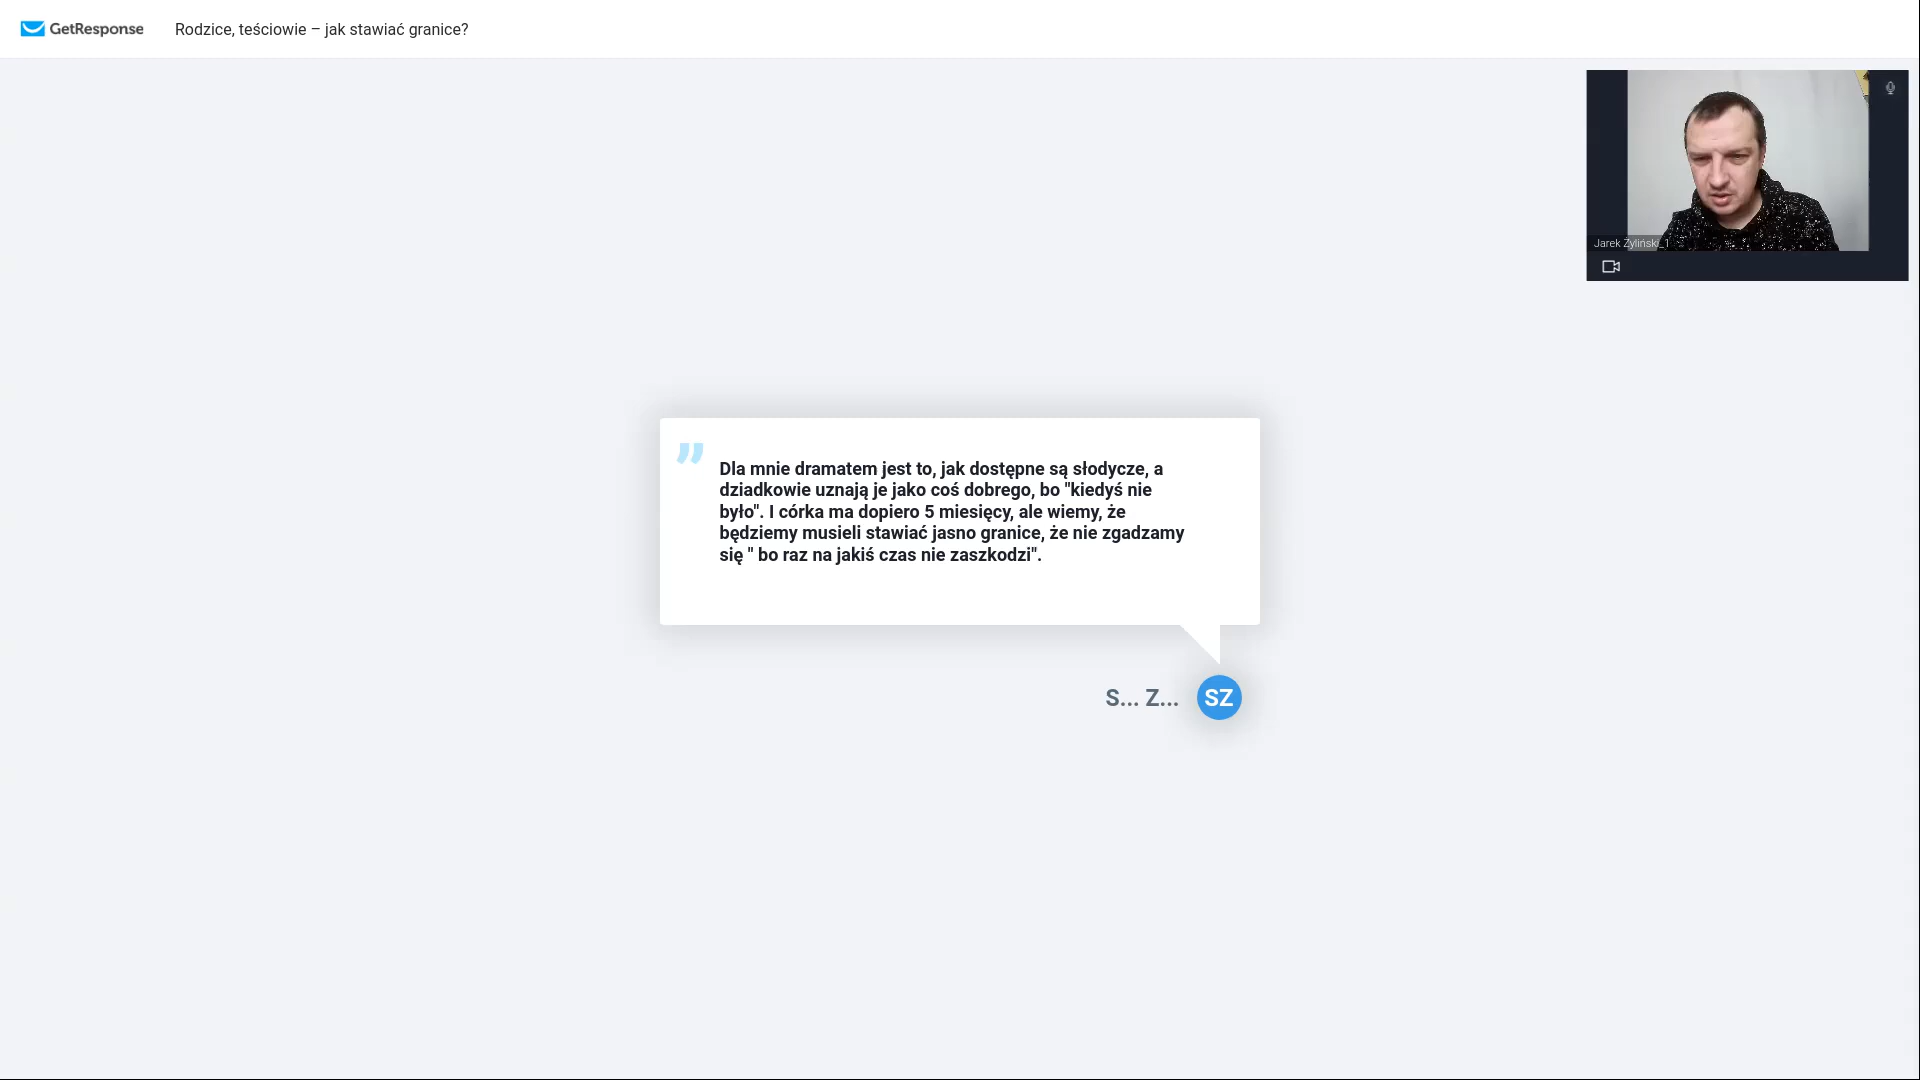 GetResponse
Rodzice, teściowie – jak stawiać granice?
Jarek Żyliński_1
Dla mnie dramatem jest to, jak dostępne są słodycze, a
dziadkowie uznają je jako coś dobrego, bo "kiedyś nie
było". I córka ma dopiero 5 miesięcy, ale wiemy, że
będziemy musieli stawiać jasno granice, że nie zgadzamy
się " bo raz na jakiś czas nie zaszkodzi".
S... Z...
SZ